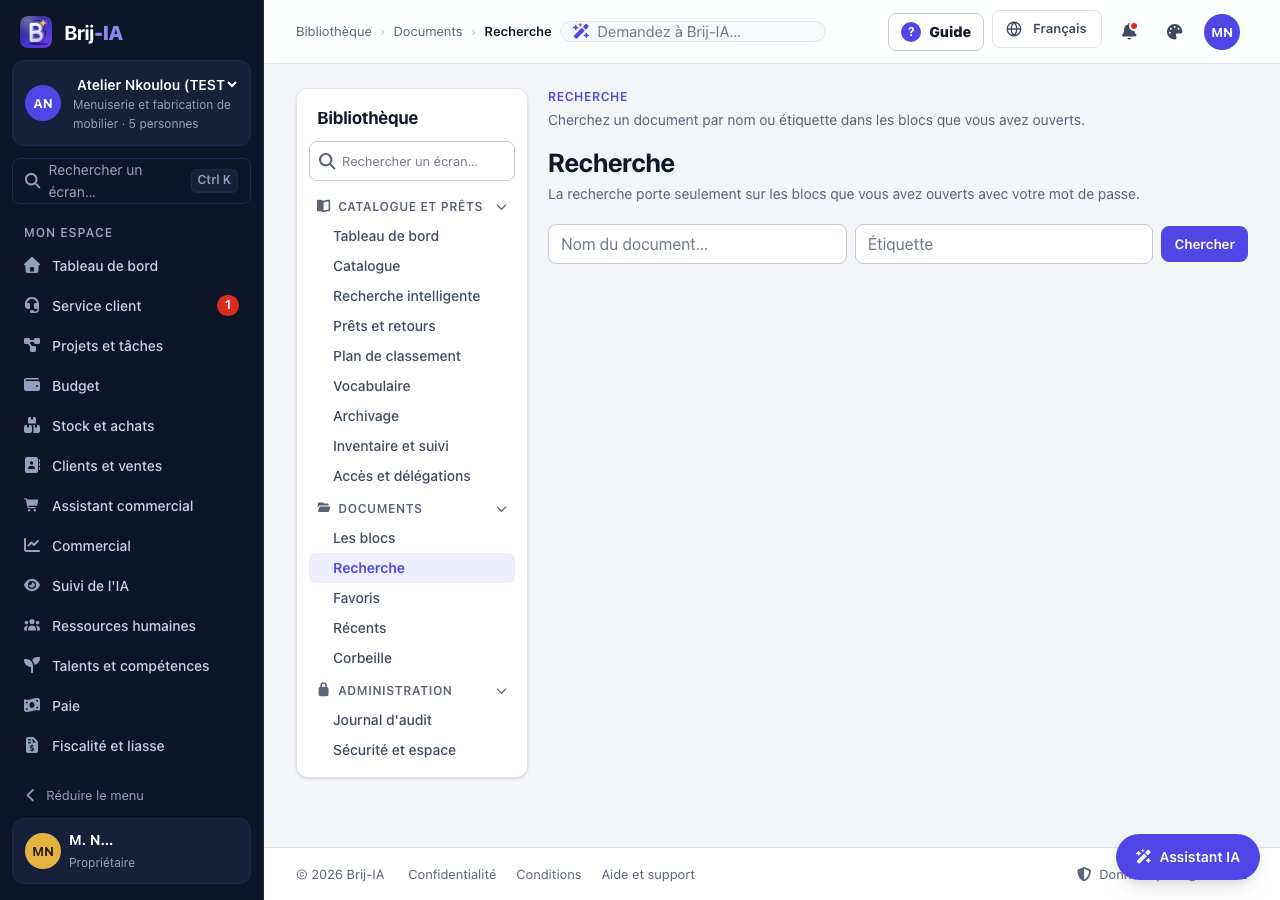 Brij-IA
AN
Atelier Nkoulou (TEST
Menuiserie et fabrication de
mobilier · 5 personnes
Rechercher un
écran...
Ctrl K
MON ESPACE
Tableau de bord
Service client
1
Projets et tâches
Budget
Stock et achats
Clients et ventes
Assistant commercial
Commercial
Suivi de l'IA
Ressources humaines
Talents et compétences
Paie
Fiscalité et liasse
Réduire le menu
MN
M. N...
Propriétaire
Bibliothèque › Documents › Recherche
Demandez à Brij-IA...
? Guide
Français
MN
Bibliothèque
Rechercher un écran...
CATALOGUE ET PRÊTS
Tableau de bord
Catalogue
Recherche intelligente
Prêts et retours
Plan de classement
Vocabulaire
Archivage
Inventaire et suivi
Accès et délégations
DOCUMENTS
Les blocs
Recherche
Favoris
Récents
Corbeille
ADMINISTRATION
Journal d'audit
Sécurité et espace
RECHERCHE
Cherchez un document par nom ou étiquette dans les blocs que vous avez ouverts.
Recherche
La recherche porte seulement sur les blocs que vous avez ouverts avec votre mot de passe.
Nom du document...
Étiquette
Chercher
© 2026 Brij-IA
Confidentialité
Conditions
Aide et support
Assistant IA